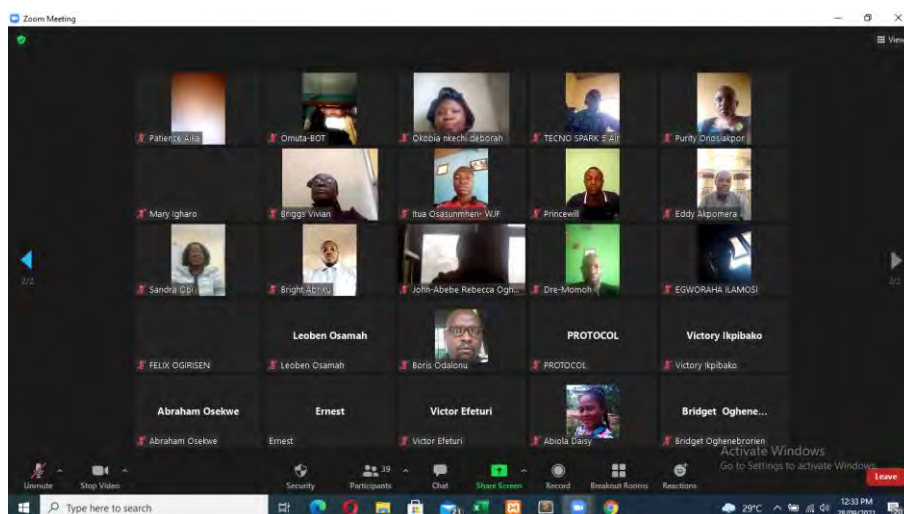 Zoom Meeting
View
Patience Aika
Omuta-BOT
Okobia nkechi deborah
TECNO SPARK 5 Air
Purity Onosiakpor
Mary Igharo
Briggs Vivian
Itua Osasunmhen- WJF
Princewill
Eddy Akpomera
2/2
2/2
Sandra Obi
Bright Abriku
John-Abebe Rebecca Ogh...
Dre-Momoh
EGWORAHA ILAMOSI
Leoben Osamah
PROTOCOL
Victory Ikpibako
FELIX OGIRISEN
Leoben Osamah
Boris Odalonu
PROTOCOL
Victory Ikpibako
Abraham Osekwe
Ernest
Victor Efeturi
Bridget Oghene...
Abraham Osekwe
Ernest
Victor Efeturi
Abiola Daisy
Bridget Oghenebrorien
Activate Windows
Go to Settings to activate Windows.
39
Unmute
Stop Video
Security
Participants
Chat
Share Screen
Record
Breakout Rooms
Reactions
Leave
Type here to search
29°C
12:33 PM
28/09/2021